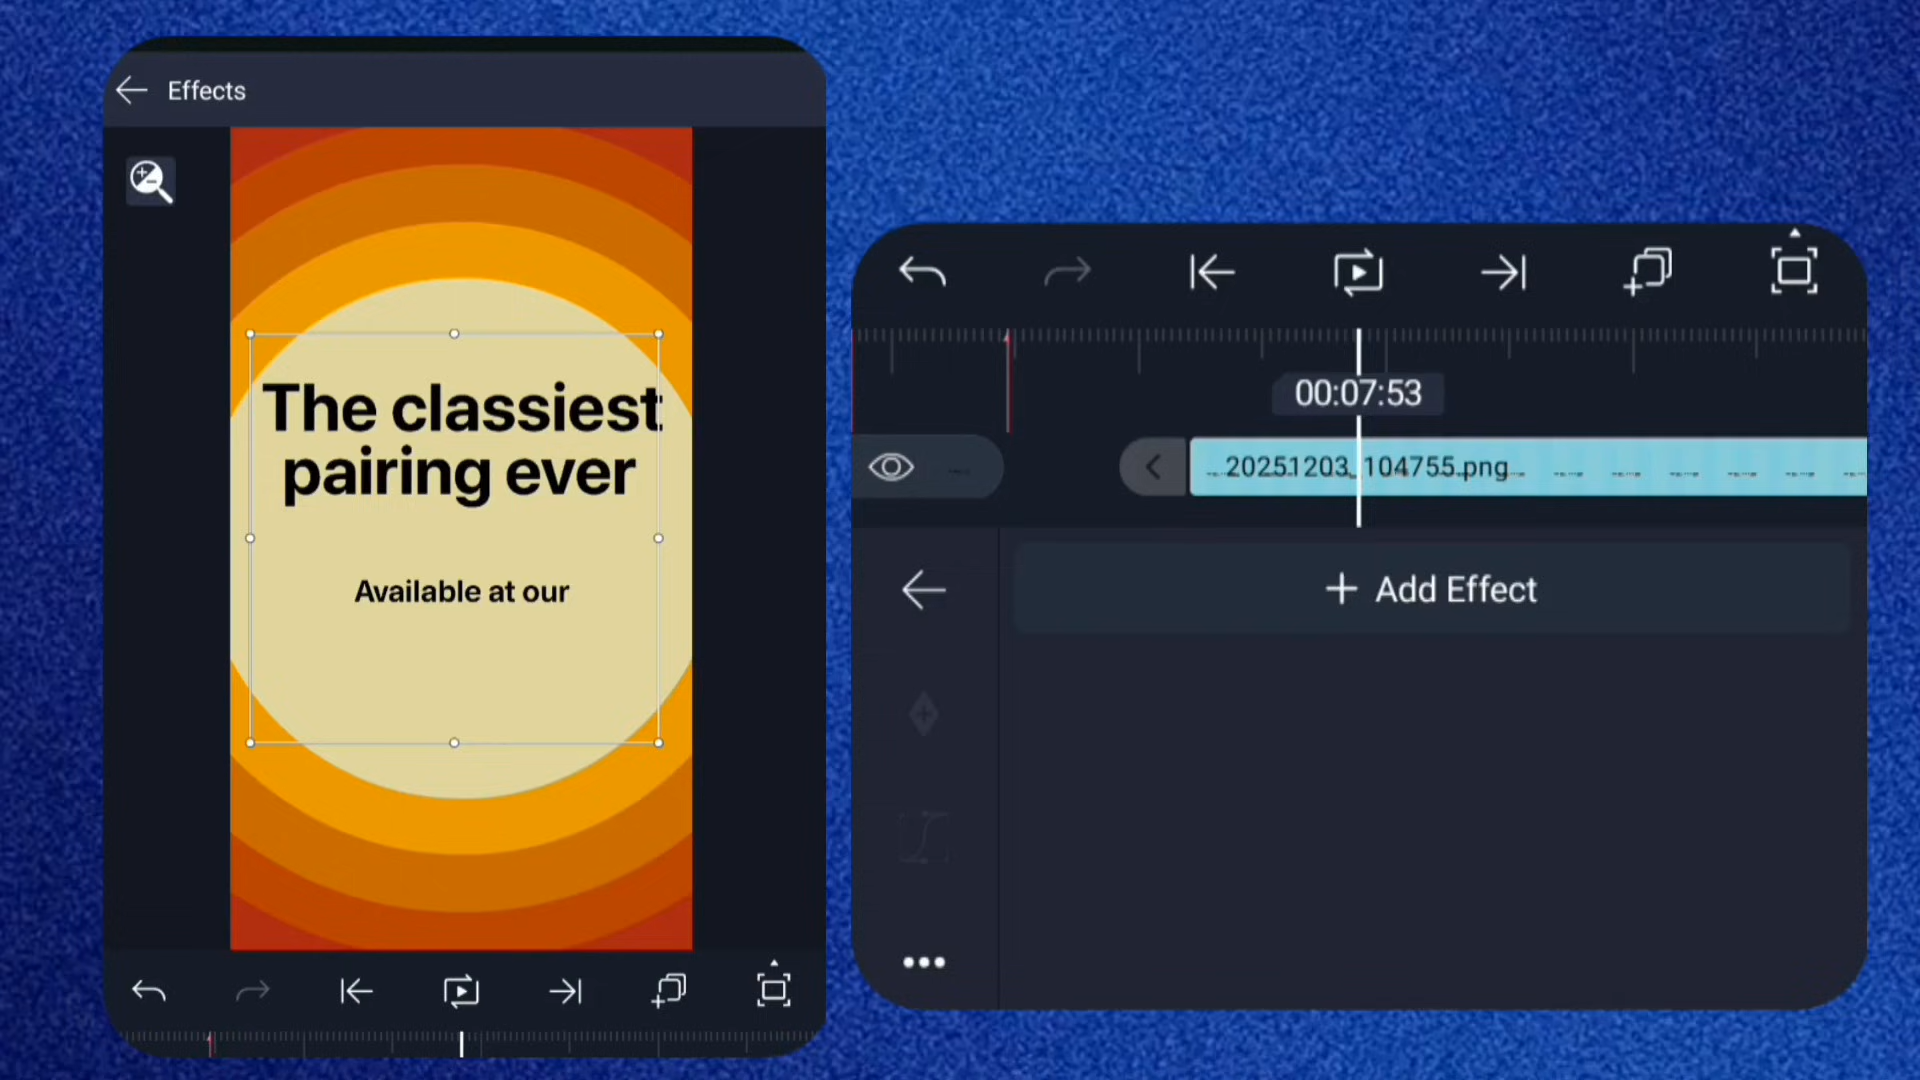 Effects
The classiest
pairing ever
Available at our
00:07:53
20251203_104755.png
+ Add Effect